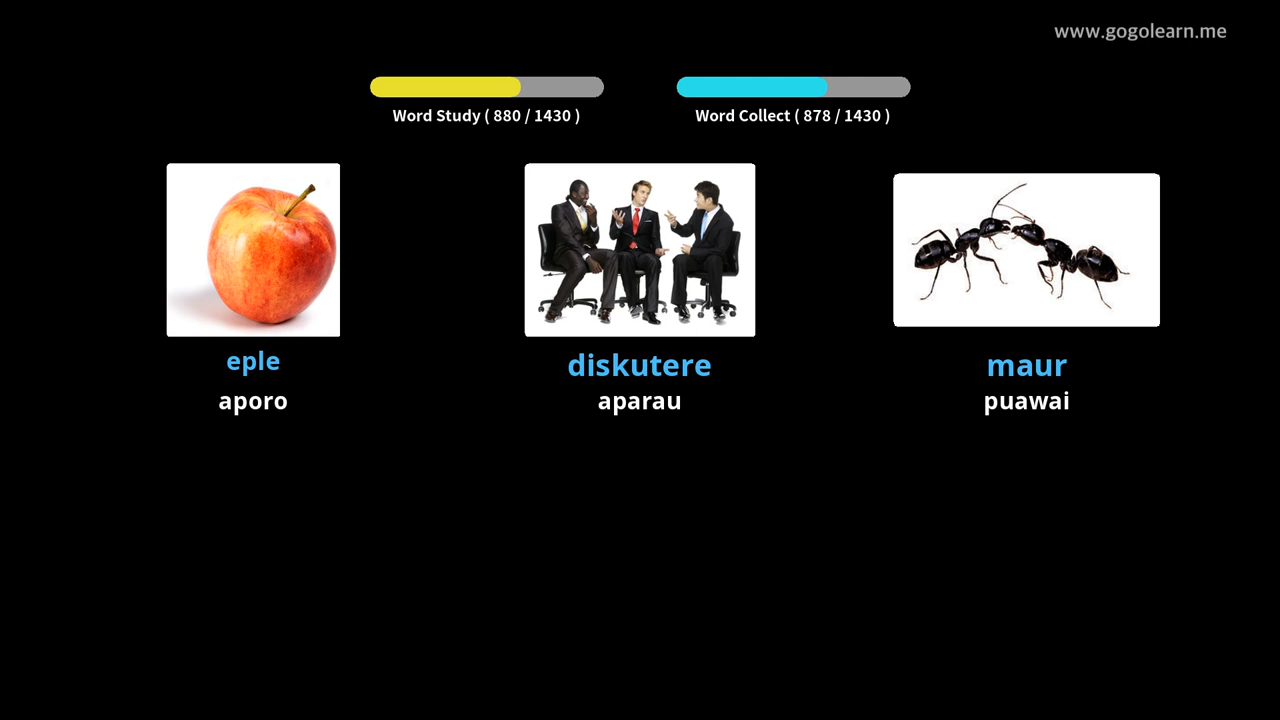 www.gogolearn.me
Word Study ( 880 / 1430 )
Word Collect ( 878 / 1430 )
eple
aporo
diskutere
aparau
maur
puawai